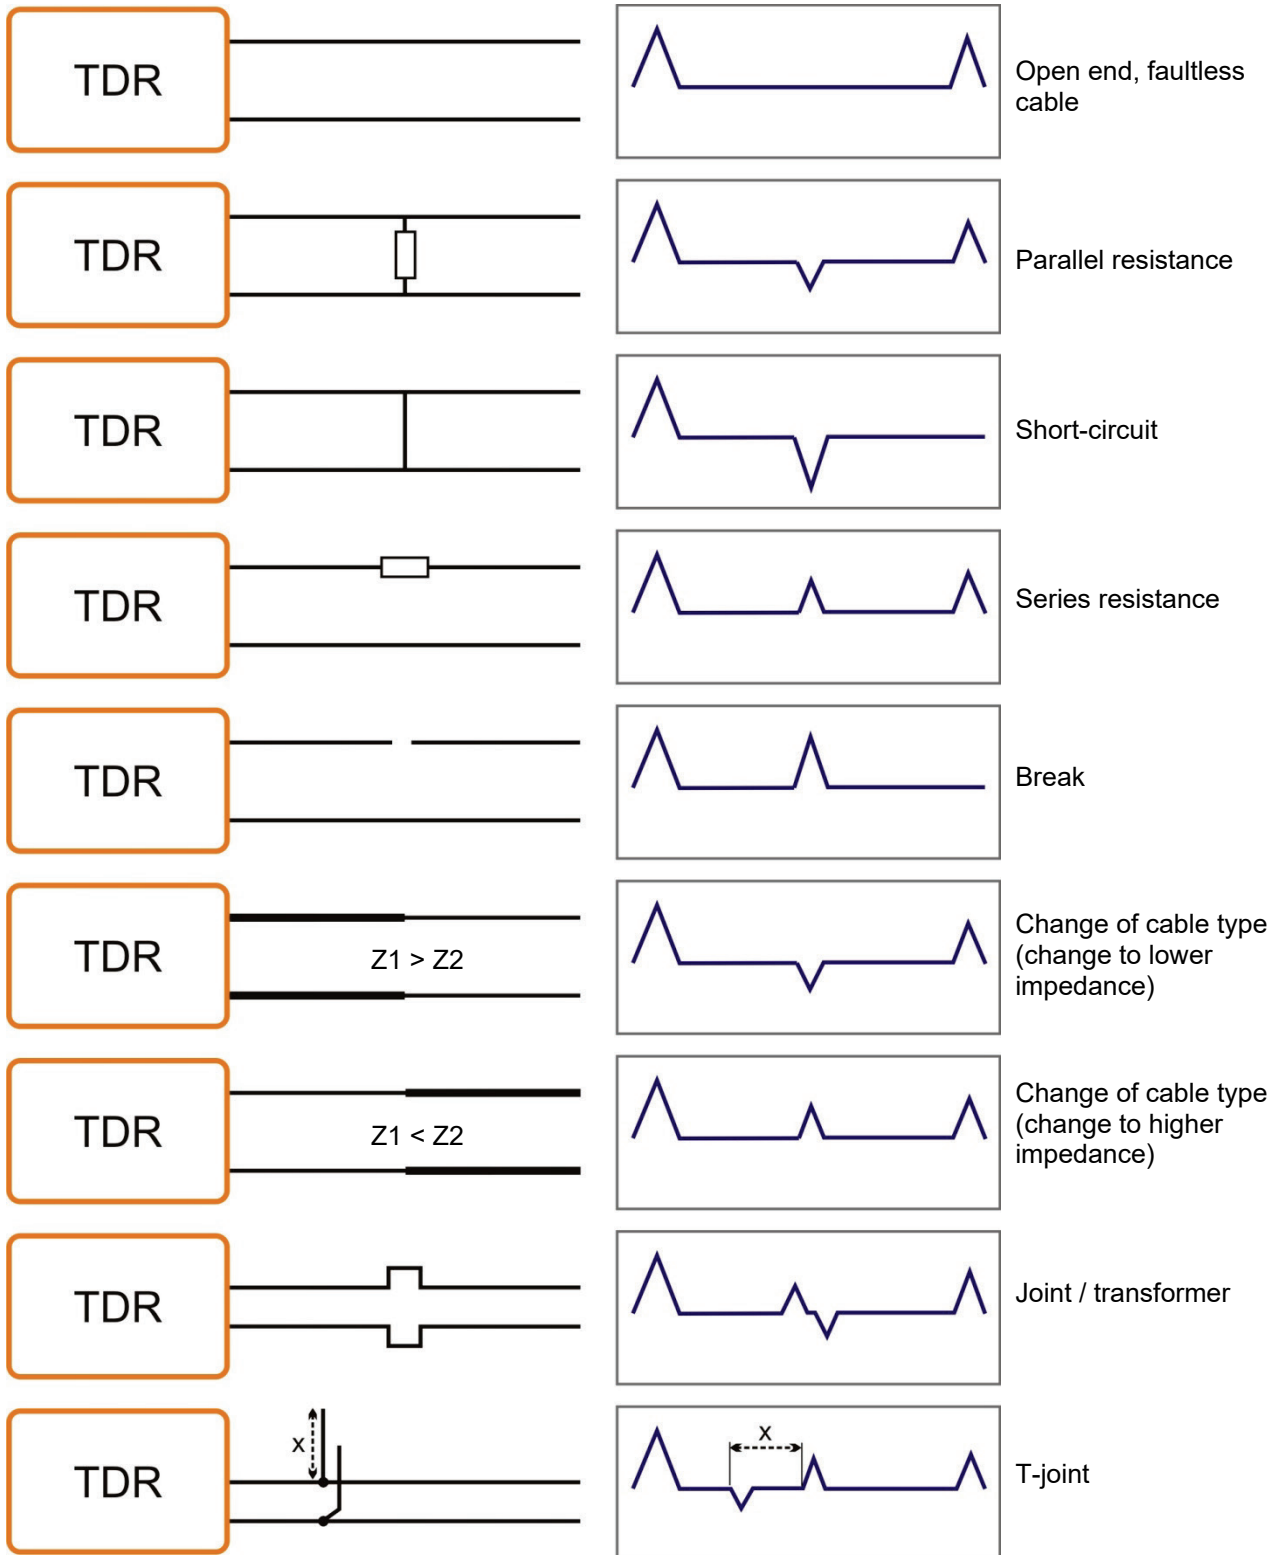 TDR
Open end, faultless
cable
TDR
Parallel resistance
TDR
Short-circuit
TDR
Series resistance
TDR
Break
TDR
Z1 > Z2
Change of cable type
(change to lower
impedance)
TDR
Z1 < Z2
Change of cable type
(change to higher
impedance)
TDR
Joint / transformer
TDR
x
x
T-joint